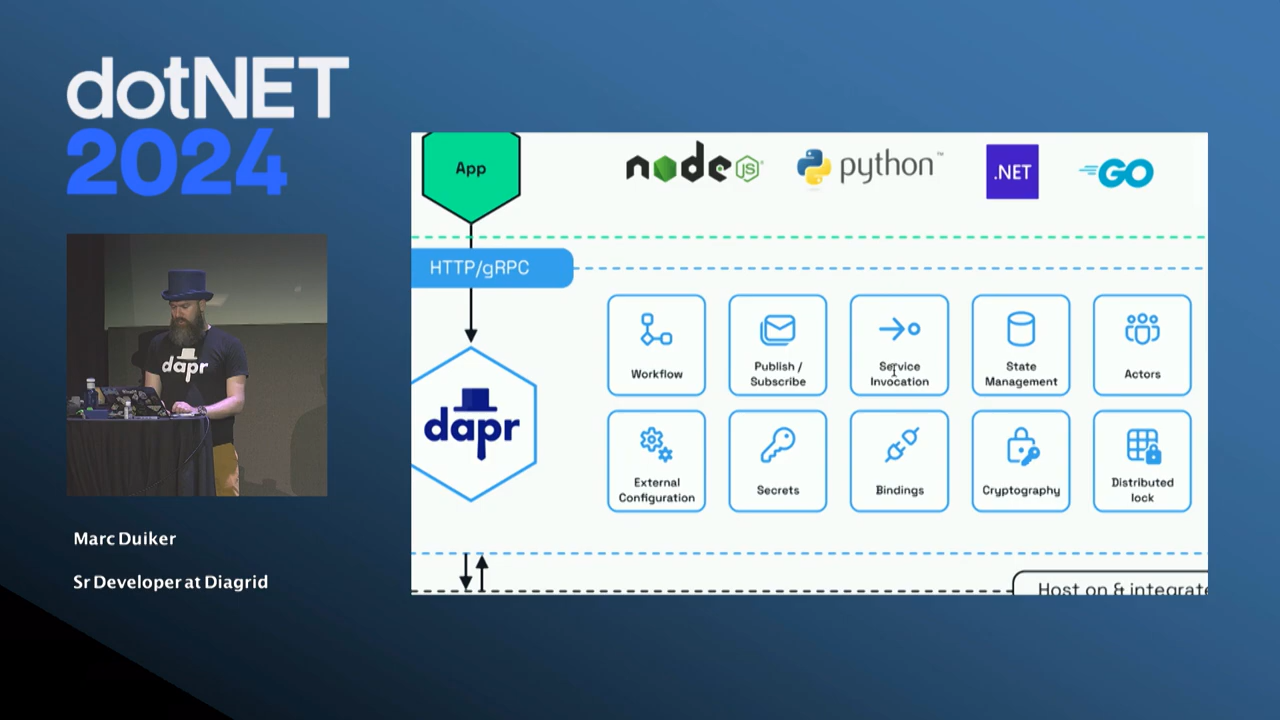 dotNET
2024
Marc Duiker
Sr Developer at Diagrid
dapr
App
node
JS
python™
.NET
GO
HTTP/gRPC
dapr
Workflow
Publish /
Subscribe
Service
Invocation
State
Management
Actors
External
Configuration
Secrets
Bindings
Cryptography
Distributed
lock
Host on & integrate